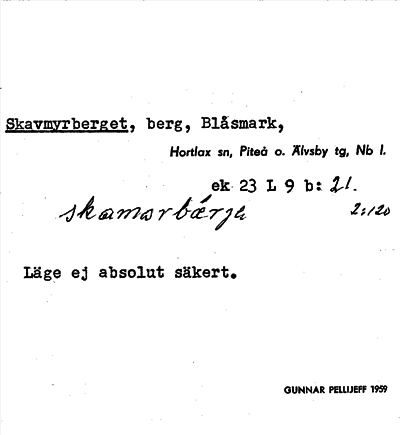 Skavmyrberget, berg, Blåsmark,
Hortlax sn, Piteå o. Älvsby tg, Nb l.
ek 23 L 9 b: 21.
skamorbærje 2:120
Läge ej absolut säkert.
GUNNAR PELLIJEFF 1959